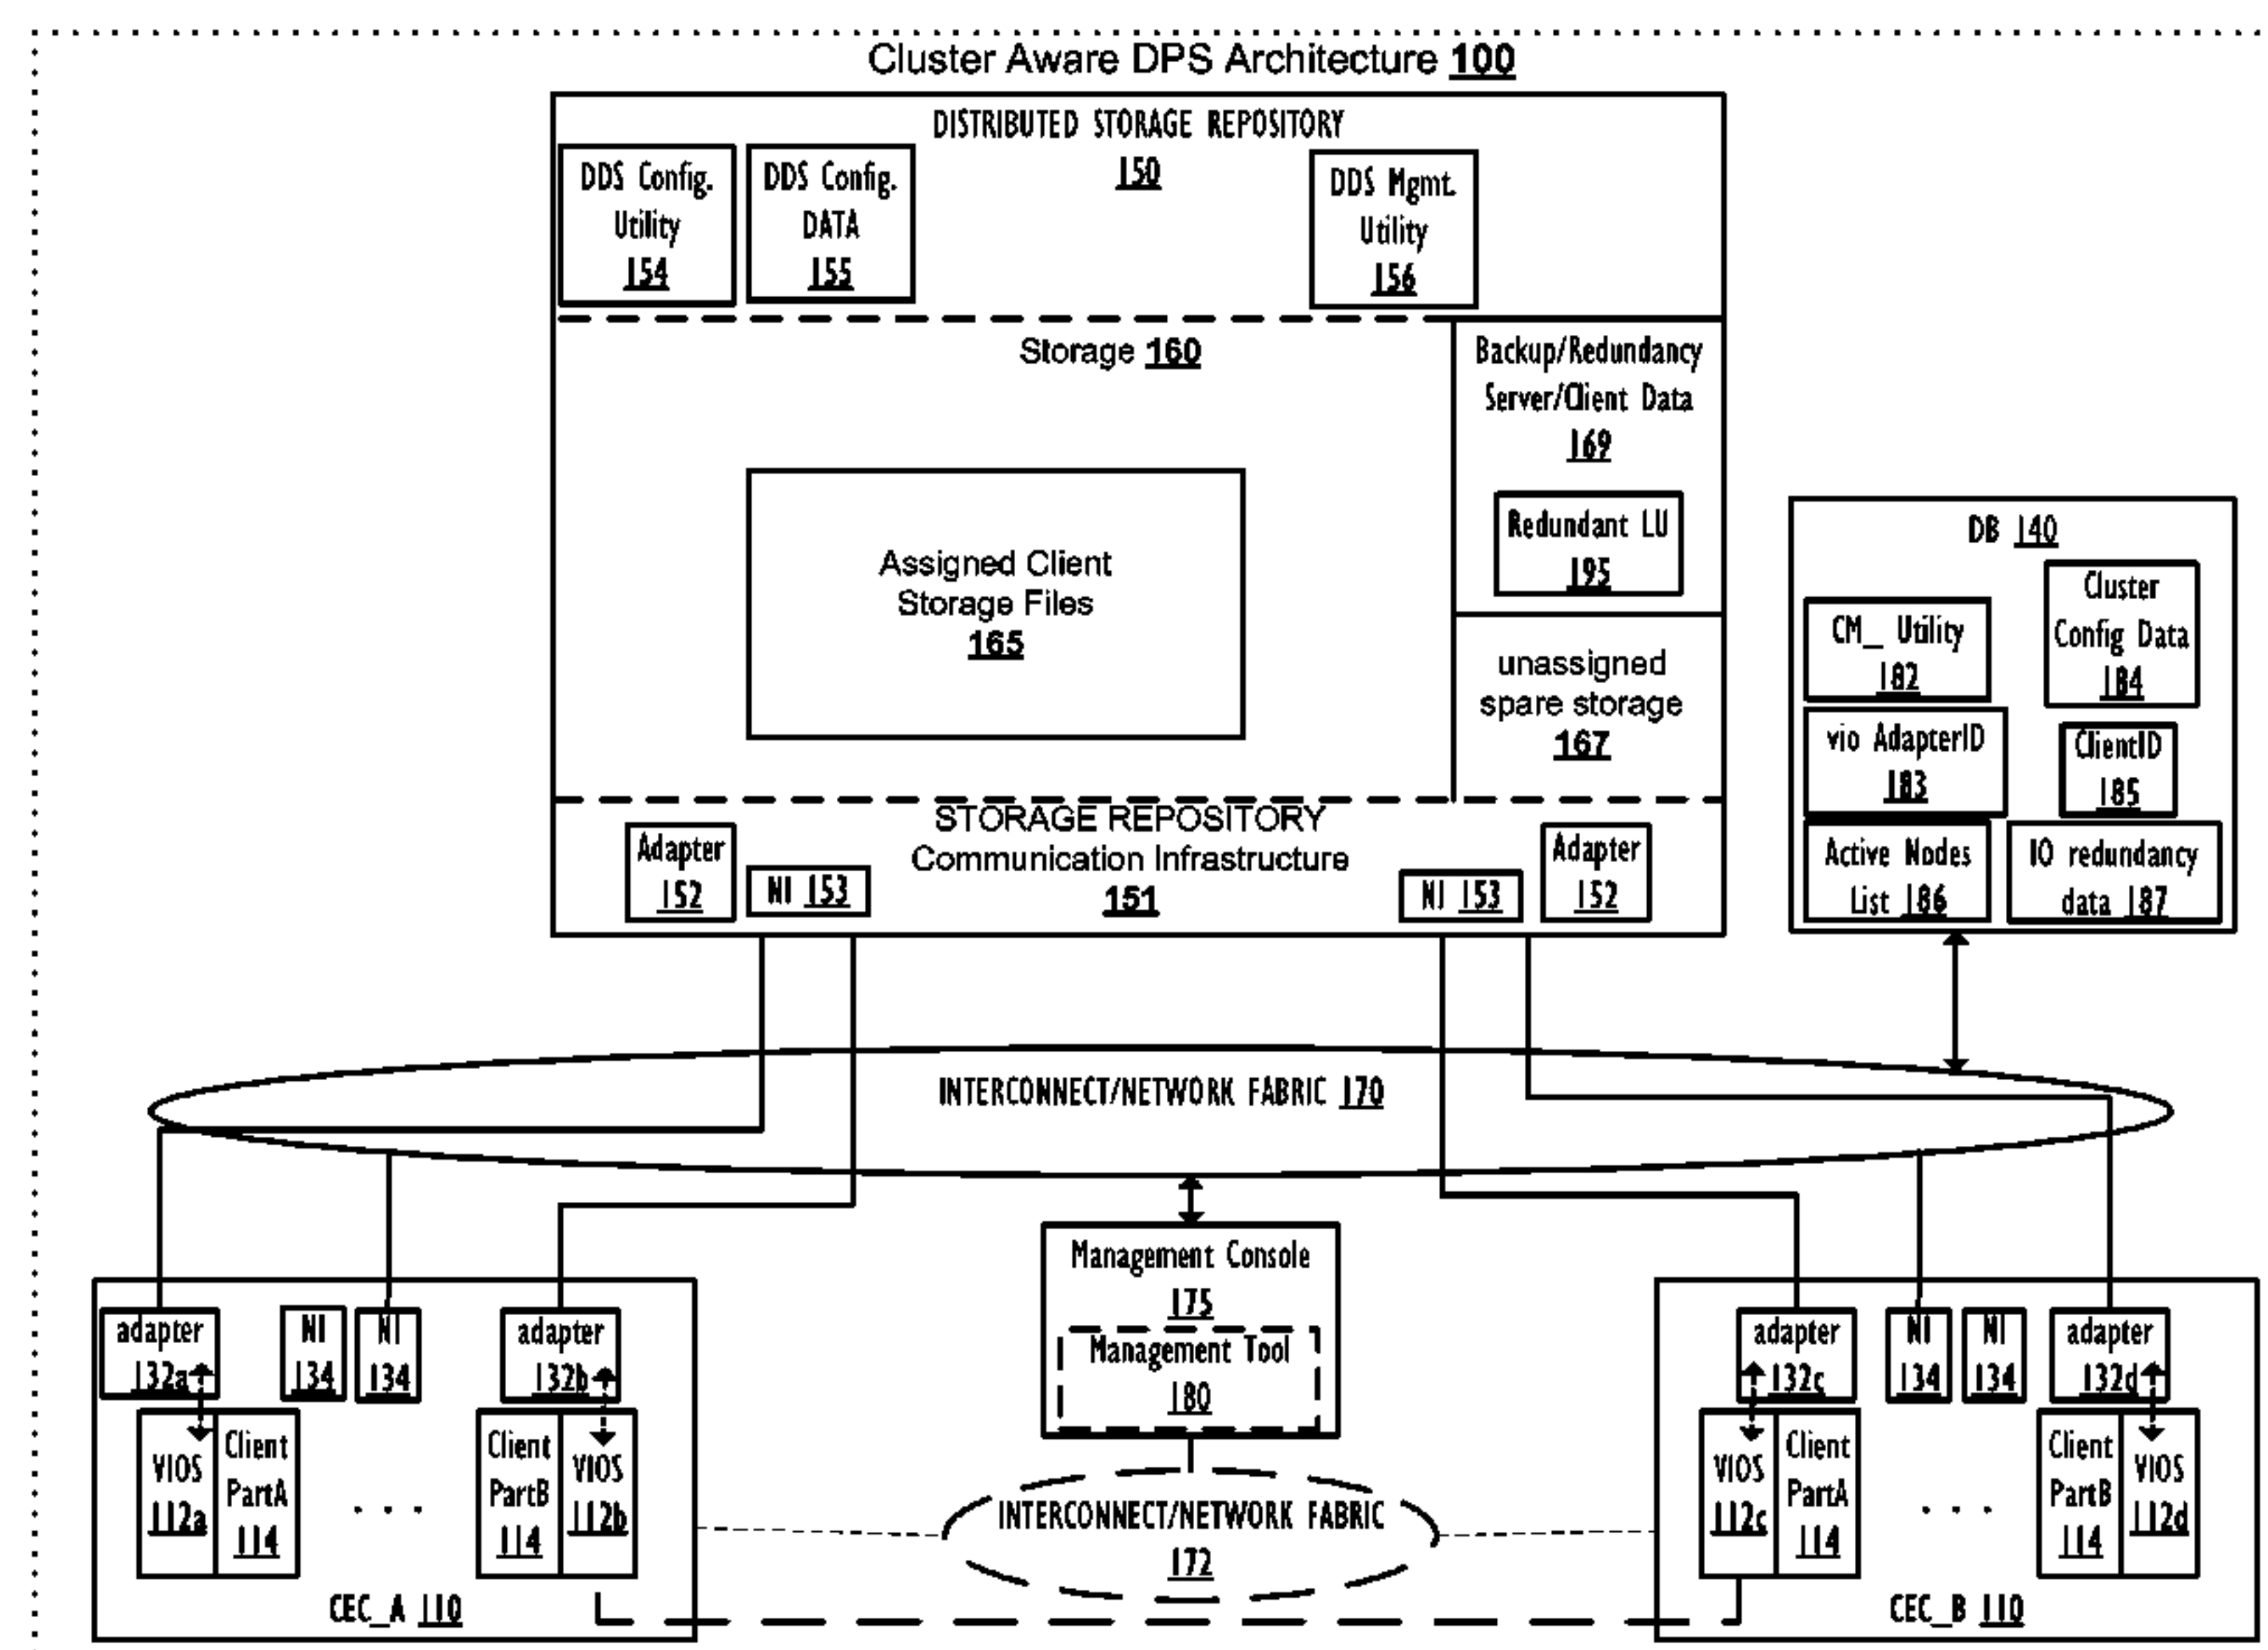 Cluster Aware DPS Architecture 100
DISTRIBUTED STORAGE REPOSITORY
150
DDS Config.
Utility
154
DDS Config.
DATA
155
DDS Mgmt.
Utility
156
Storage 160
Backup/Redundancy
Server/Client Data
169
Redundant LU
195
Assigned Client
Storage Files
165
unassigned
spare storage
167
STORAGE REPOSITORY
Communication Infrastructure
151
Adapter
152
NI 153
NI 153
Adapter
152
DB 140
CM_ Utility
182
Cluster
Config Data
184
vio AdapterID
183
ClientID
185
Active Nodes
List 186
IO redundancy
data 187
INTERCONNECT/NETWORK FABRIC 170
Management Console
175
Management Tool
180
INTERCONNECT/NETWORK FABRIC
172
adapter
132a
NI
134
NI
134
adapter
132b
VIOS
112a
Client
PartA
114
. . .
Client
PartB
114
VIOS
112b
CEC_A 110
adapter
132c
NI
134
NI
134
adapter
132d
VIOS
112c
Client
PartA
114
. . .
Client
PartB
114
VIOS
112d
CEC_B 110